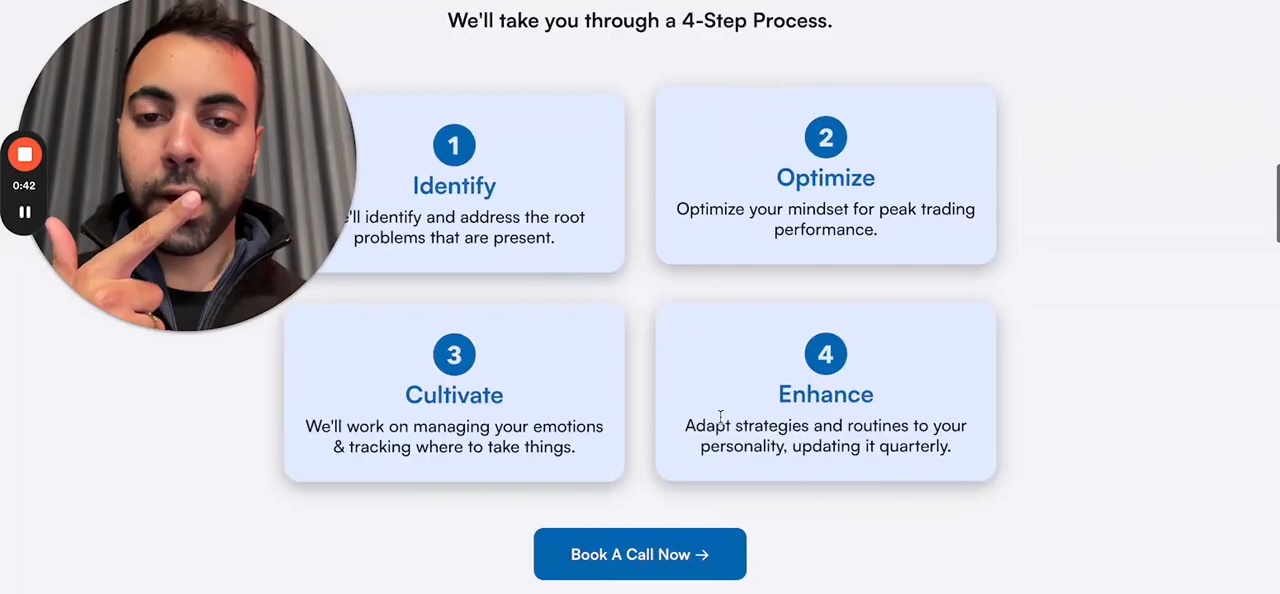 We'll take you through a 4-Step Process.
0:42
1
Identify
'll identify and address the root
problems that are present.
2
Optimize
Optimize your mindset for peak trading
performance.
3
Cultivate
We'll work on managing your emotions
& tracking where to take things.
4
Enhance
Adapt strategies and routines to your
personality, updating it quarterly.
Book A Call Now →